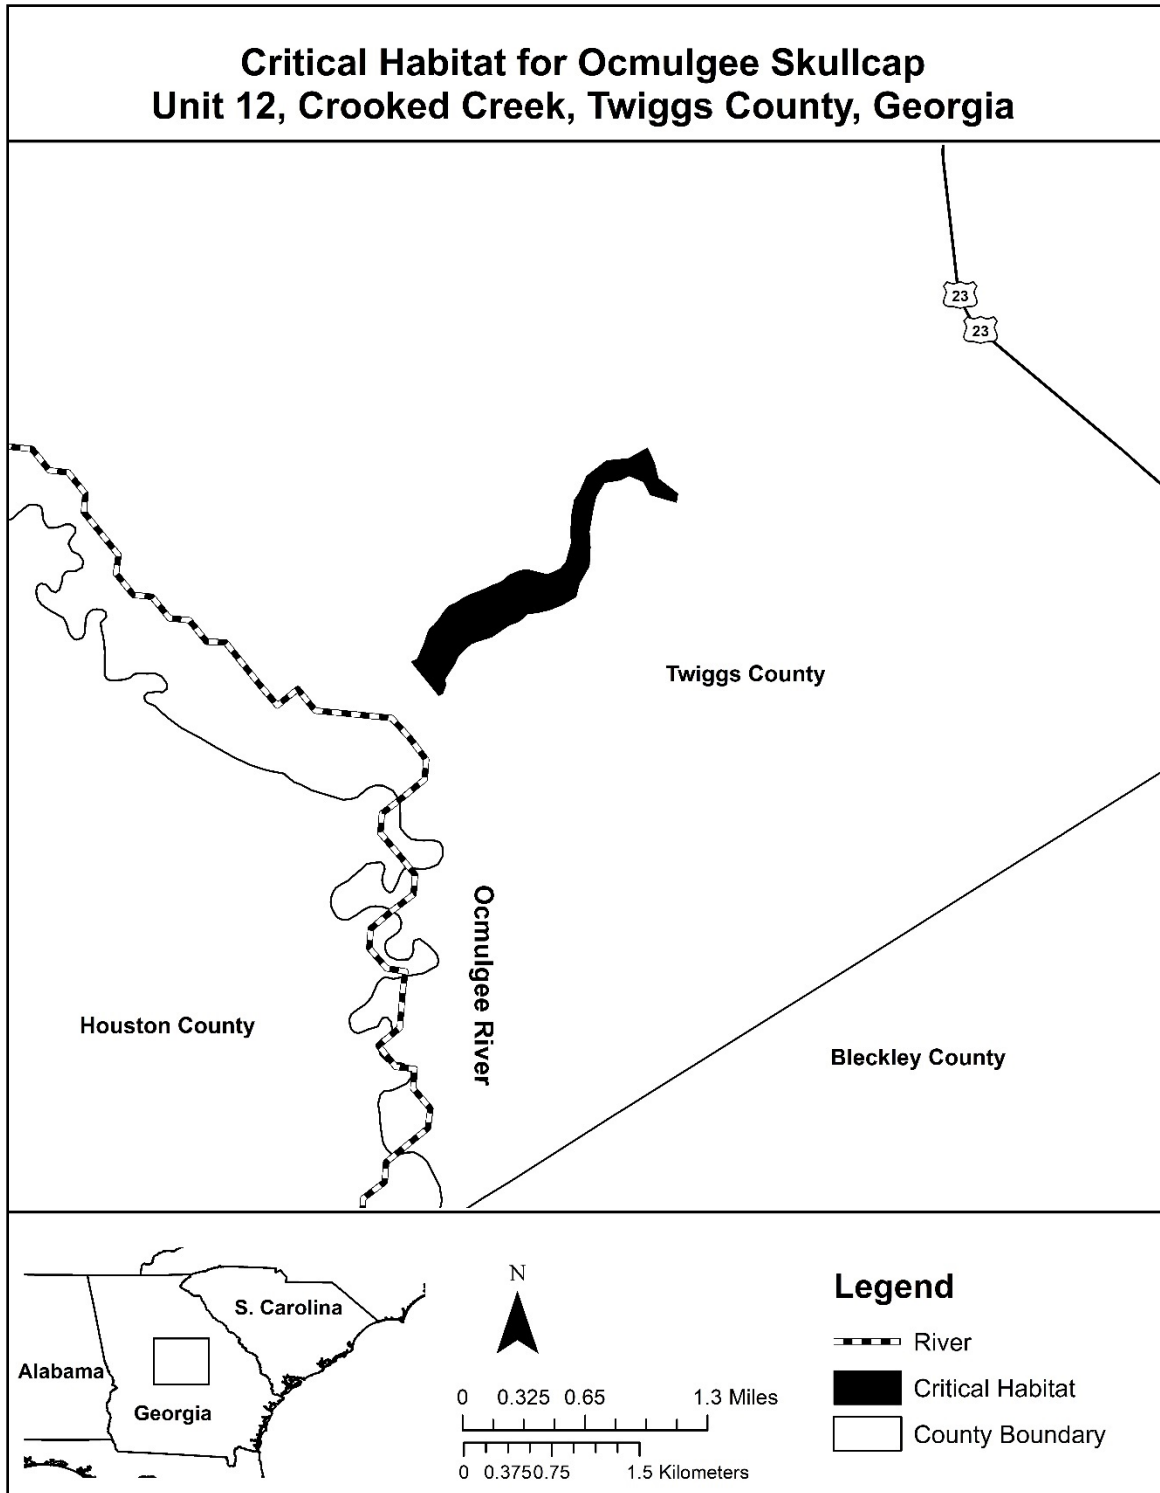 Critical Habitat for Ocmulgee Skullcap
Unit 12, Crooked Creek, Twiggs County, Georgia
23
23
Twiggs County
Ocmulgee River
Houston County
Bleckley County
S. Carolina
Alabama
Georgia
N
0 0.325 0.65 1.3 Miles
0 0.375 0.75 1.5 Kilometers
Legend
River
Critical Habitat
County Boundary